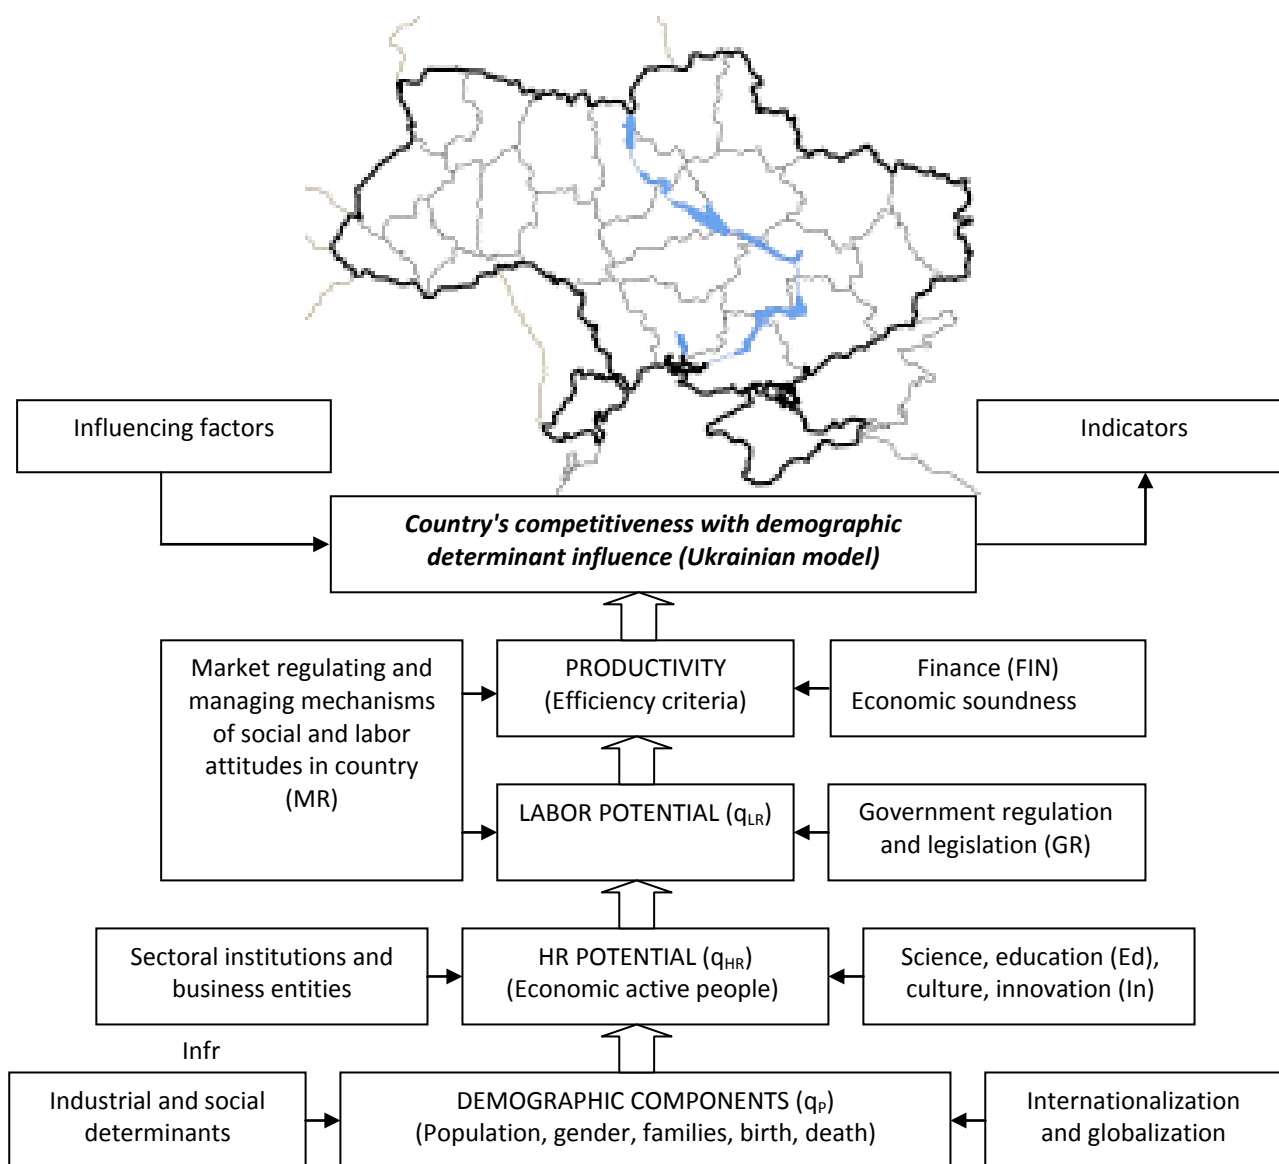 Influencing factors
Indicators
Country's competitiveness with demographic
determinant influence (Ukrainian model)
Market regulating and
managing mechanisms
of social and labor
attitudes in country
(MR)
PRODUCTIVITY
(Efficiency criteria)
Finance (FIN)
Economic soundness
LABOR POTENTIAL (qLR)
Government regulation
and legislation (GR)
Sectoral institutions and
business entities
HR POTENTIAL (qHR)
(Economic active people)
Science, education (Ed),
culture, innovation (In)
Infr
Industrial and social
determinants
DEMOGRAPHIC COMPONENTS (qP)
(Population, gender, families, birth, death)
Internationalization
and globalization